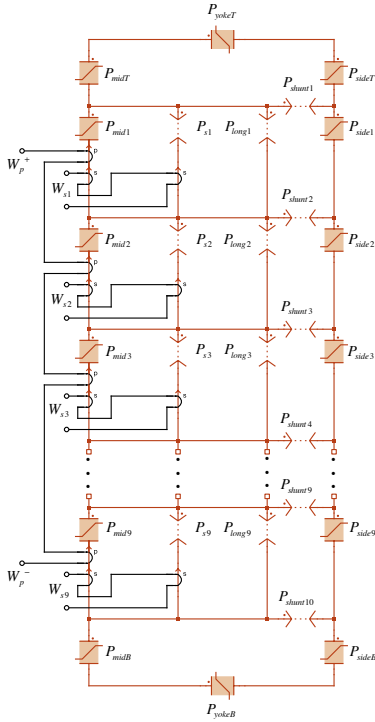 P_yokeT
P_midT P_sideT
P_shunt1
P_mid1 P_s1 P_long1 P_side1
W_p^+ p
s W_s1 s
P_shunt2
P_mid2 P_s2 P_long2 P_side2
p
s W_s2 s
P_shunt3
P_mid3 P_s3 P_long3 P_side3
p
s W_s3 s
P_shunt4
P_shunt9
P_mid9 P_s9 P_long9 P_side9
W_p^- p
s W_s9 s
P_shunt10
P_midB P_sideB
P_yokeB